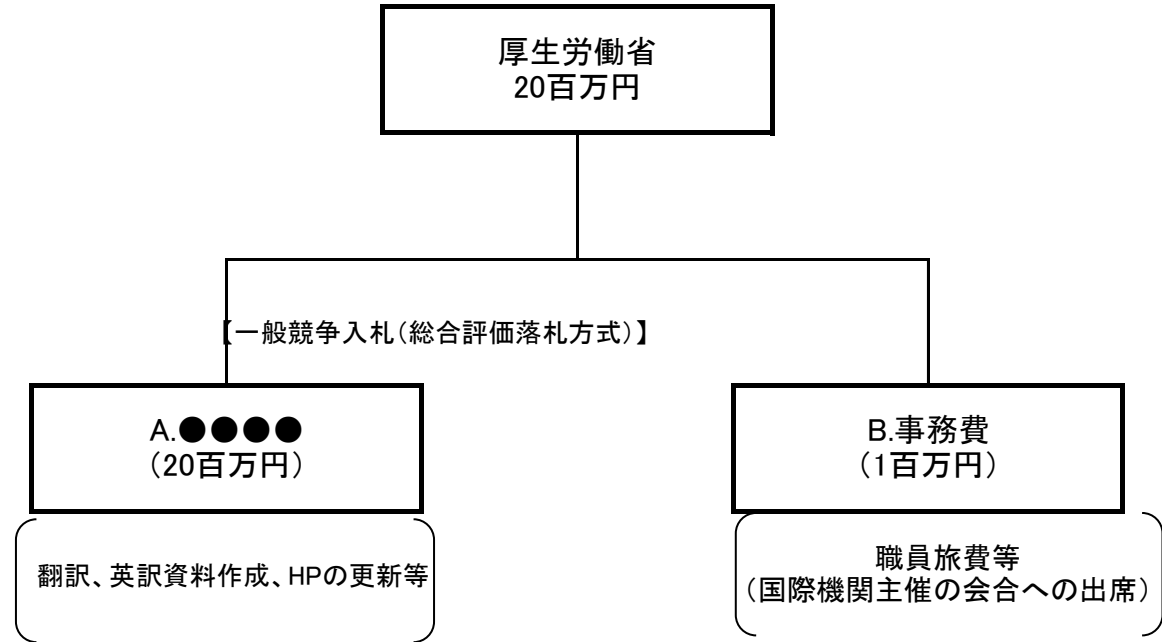 厚生労働省
20百万円
【一般競争入札(総合評価落札方式)】
A.●●●●
(20百万円)
B.事務費
(1百万円)
翻訳、英訳資料作成、HPの更新等
職員旅費等
(国際機関主催の会合への出席)